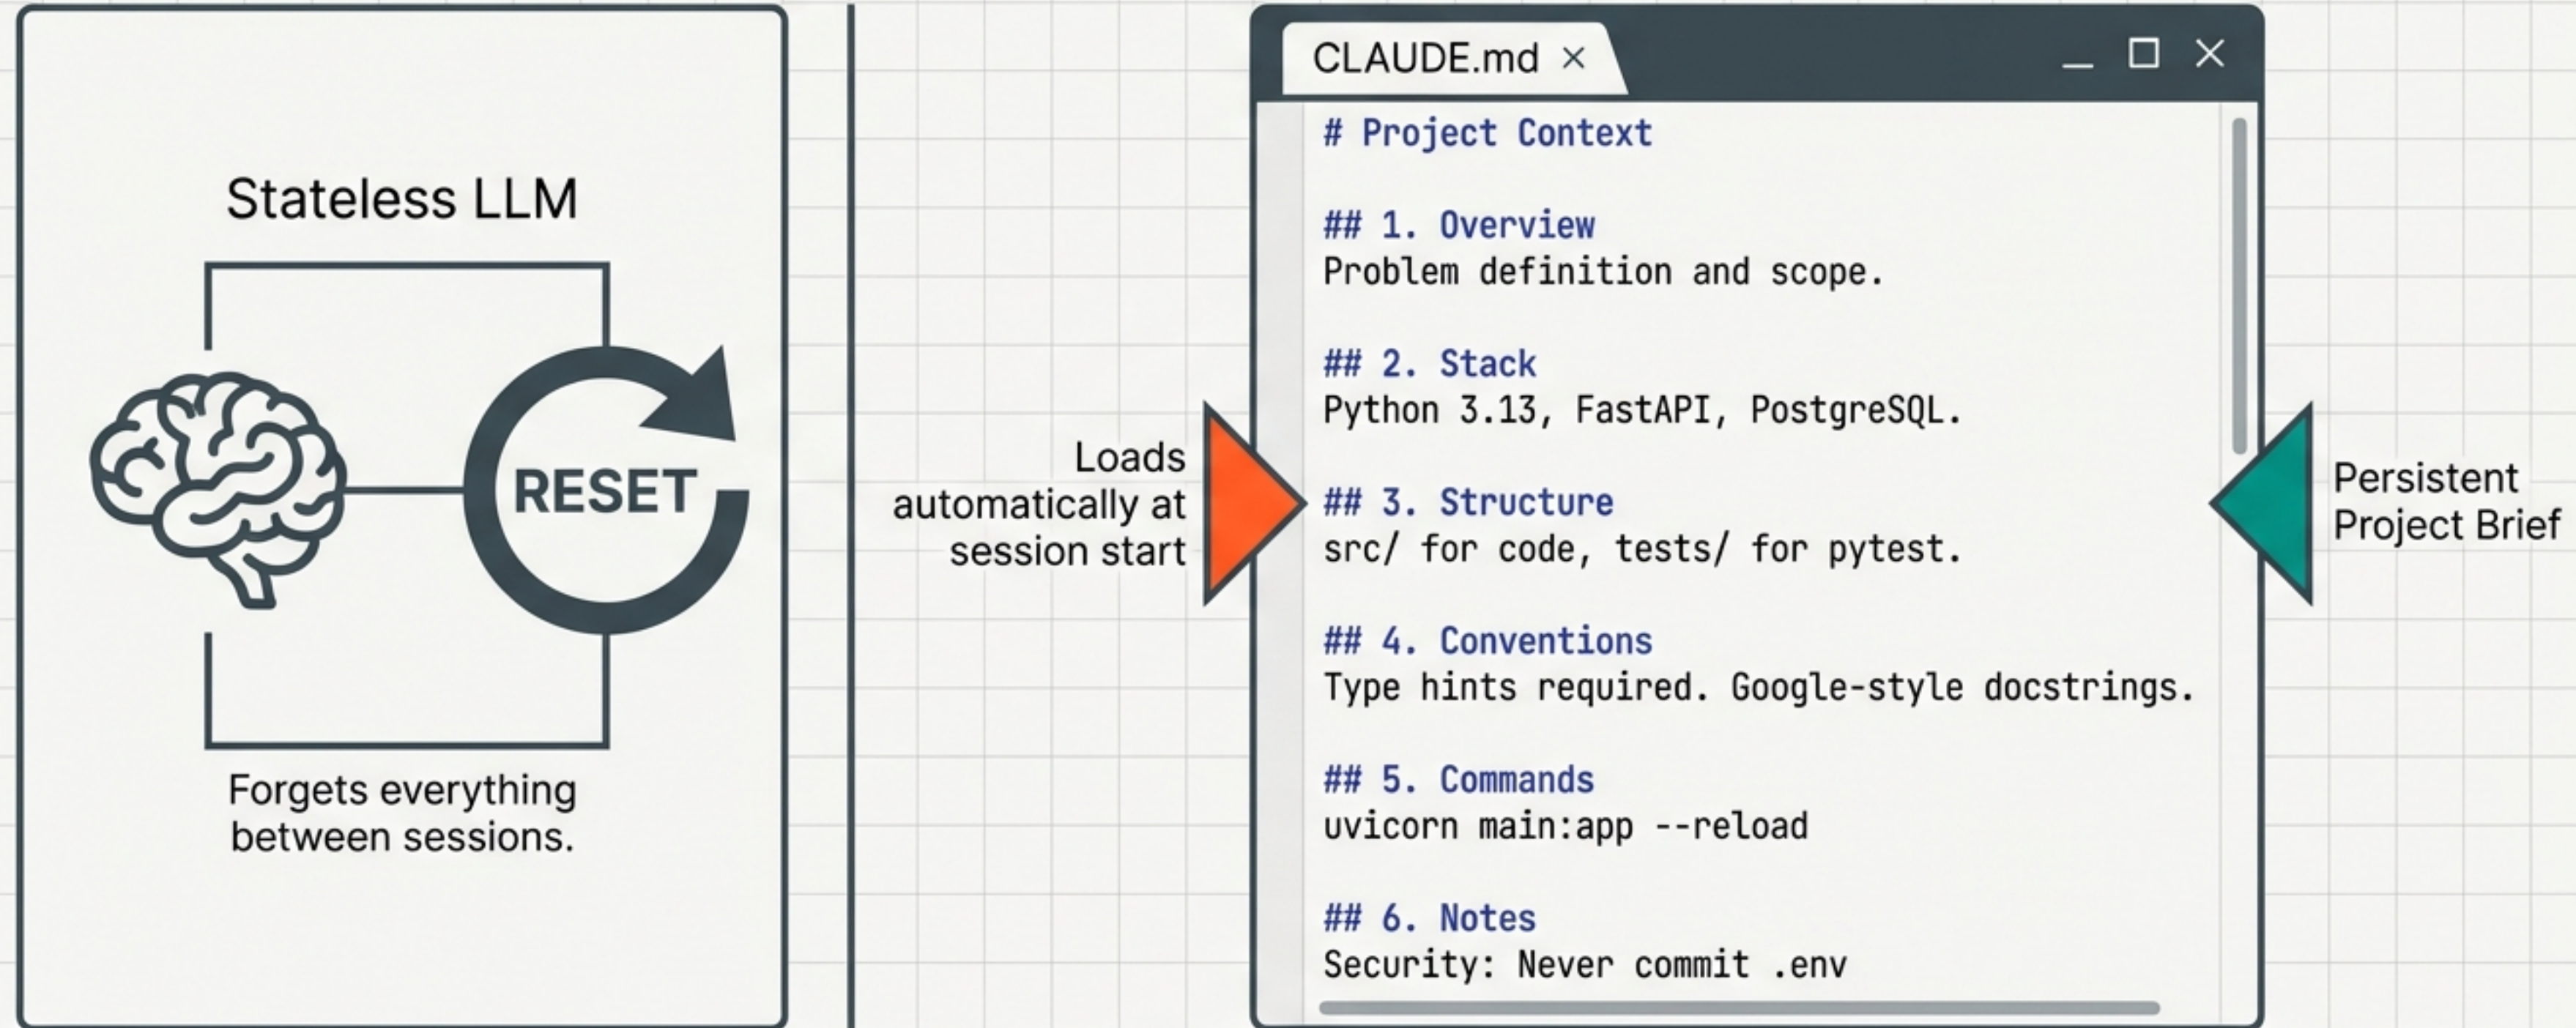 Stateless LLM
RESET
Forgets everything
between sessions.
Loads
automatically at
session start
CLAUDE.md ×
# Project Context
## 1. Overview
Problem definition and scope.
## 2. Stack
Python 3.13, FastAPI, PostgreSQL.
## 3. Structure
src/ for code, tests/ for pytest.
## 4. Conventions
Type hints required. Google-style docstrings.
## 5. Commands
uvicorn main:app --reload
## 6. Notes
Security: Never commit .env
Persistent
Project Brief